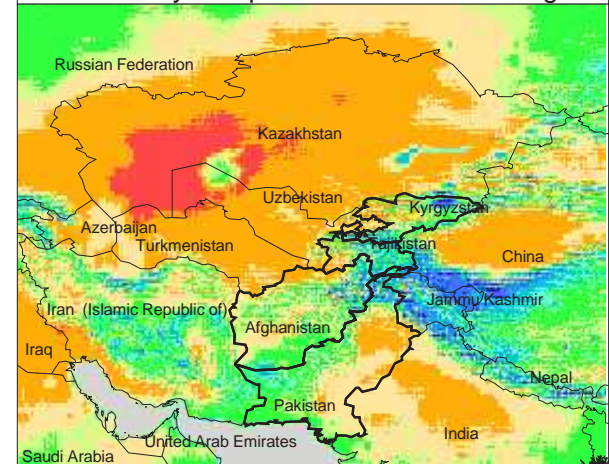 Russian Federation
Kazakhstan
Uzbekistan
Kyrgyzstan
Azerbaijan
Turkmenistan
Tajikistan
China
Iran (Islamic Republic of)
Jammu Kashmir
Afghanistan
Iraq
Nepal
Pakistan
India
United Arab Emirates
Saudi Arabia